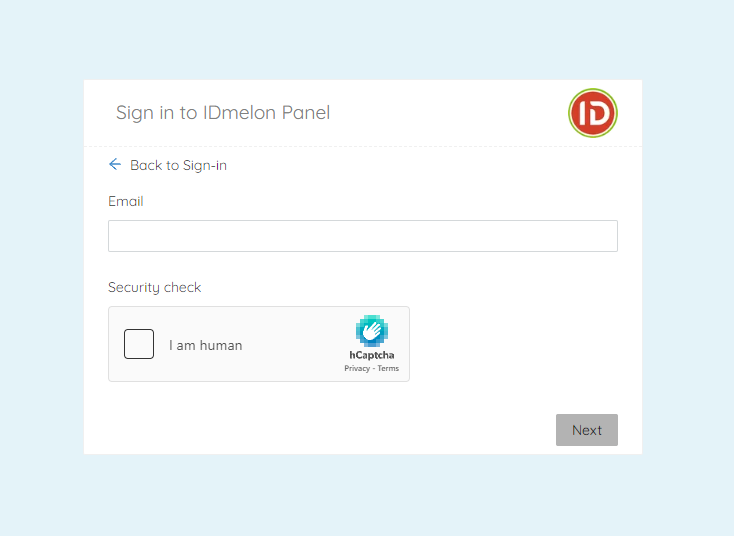 Sign in to IDmelon Panel
ID
Back to Sign-in
Email
Security check
I am human
hCaptcha
Privacy - Terms
Next